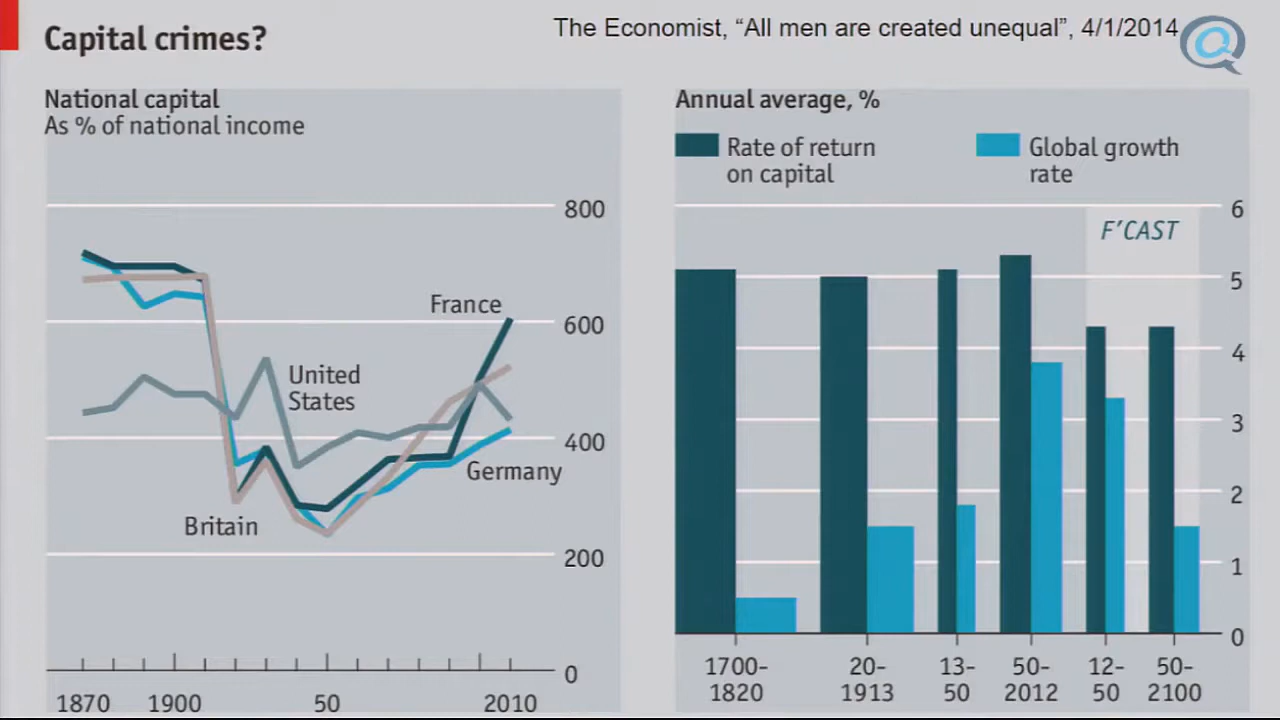 Capital crimes?
The Economist, “All men are created unequal”, 4/1/2014
National capital
As % of national income
800
600
400
200
0
France
United
States
Germany
Britain
1870
1900
50
2010
Annual average, %
Rate of return
on capital
Global growth
rate
F’CAST
6
5
4
3
2
1
0
1700-
1820
20-
1913
13-
50
50-
2012
12-
50
50-
2100